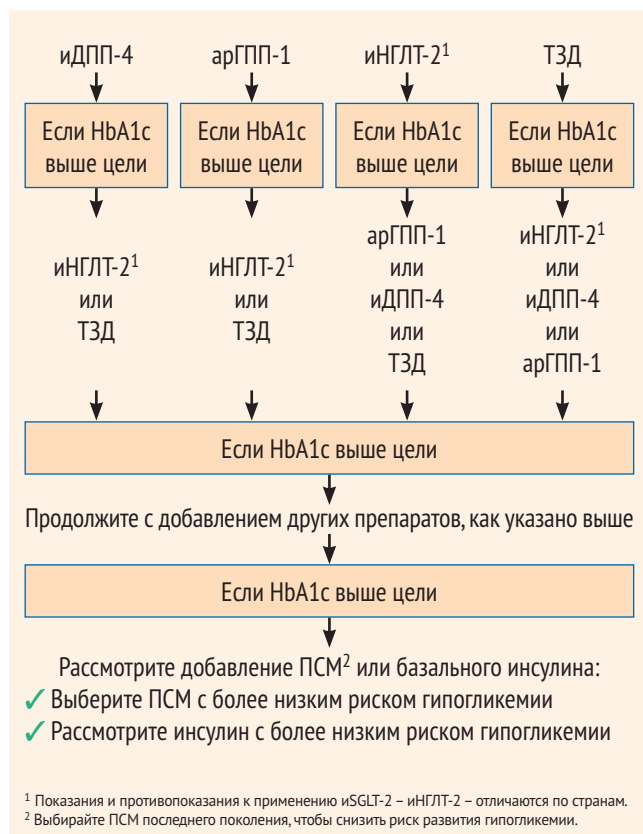 иДПП-4
арГПП-1
иНГЛТ-2¹
ТЗД
Если HbA1c
выше цели
Если HbA1c
выше цели
Если HbA1c
выше цели
Если HbA1c
выше цели
иНГЛТ-2¹
или
ТЗД
иНГЛТ-2¹
или
ТЗД
арГПП-1
или
иДПП-4
или
ТЗД
иНГЛТ-2¹
или
иДПП-4
или
арГПП-1
Если HbA1c выше цели
Продолжите с добавлением других препаратов, как указано выше
Если HbA1c выше цели
Рассмотрите добавление ПСМ² или базального инсулина:
✓ Выберите ПСМ с более низким риском гипогликемии
✓ Рассмотрите инсулин с более низким риском гипогликемии
¹ Показания и противопоказания к применению иSGLT-2 – иНГЛТ-2 – отличаются по странам.
² Выбирайте ПСМ последнего поколения, чтобы снизить риск развития гипогликемии.